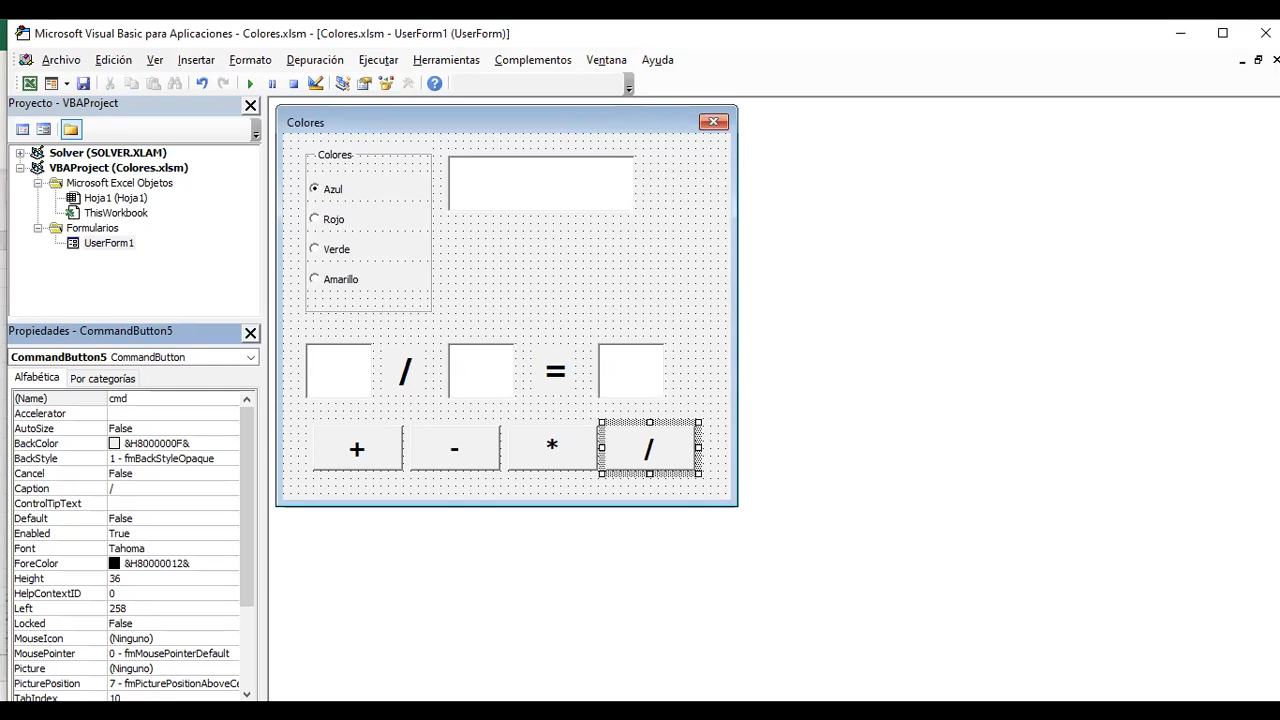 Microsoft Visual Basic para Aplicaciones - Colores.xlsm - [Colores.xlsm - UserForm1 (UserForm)]
Archivo Edición Ver Insertar Formato Depuración Ejecutar Herramientas Complementos Ventana Ayuda
Proyecto - VBAProject
Solver (SOLVER.XLAM)
VBAProject (Colores.xlsm)
Microsoft Excel Objetos
Hoja1 (Hoja1)
ThisWorkbook
Formularios
UserForm1
Propiedades - CommandButton5
CommandButton5 CommandButton
Alfabética Por categorías
(Name) cmd
Accelerator
AutoSize False
BackColor &H8000000F&
BackStyle 1 - fmBackStyleOpaque
Cancel False
Caption /
ControlTipText
Default False
Enabled True
Font Tahoma
ForeColor &H80000012&
Height 36
HelpContextID 0
Left 258
Locked False
MouseIcon (Ninguno)
MousePointer 0 - fmMousePointerDefault
Picture (Ninguno)
PicturePosition 7 - fmPicturePositionAboveCe
TabIndex 10
Colores
Colores
Azul
Rojo
Verde
Amarillo
/ =
+ - * /